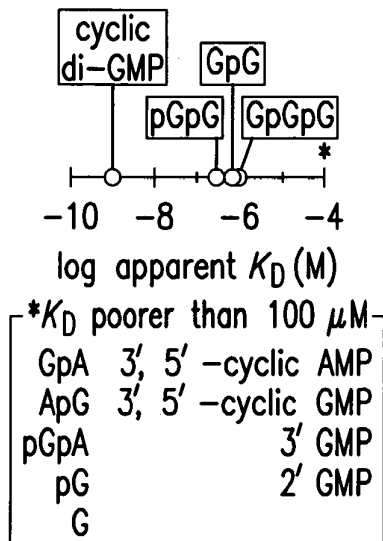 cyclic
di-GMP
GpG
pGpG
GpGpG
*
-10 -8 -6 -4
log apparent K_D (M)
*K_D poorer than 100 μM
GpA 3′, 5′ -cyclic AMP
ApG 3′, 5′ -cyclic GMP
pGpA 3′ GMP
pG 2′ GMP
G